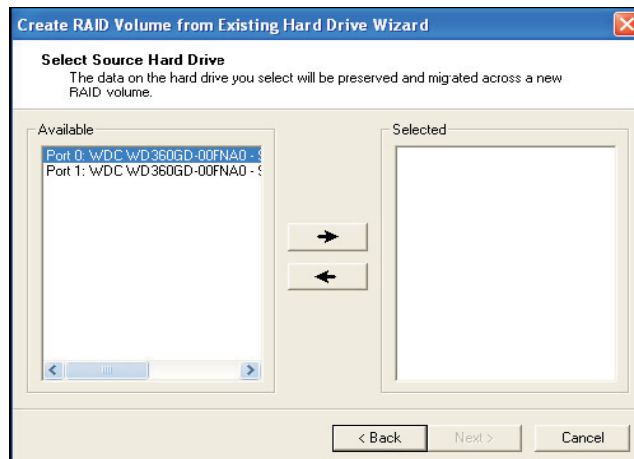 Create RAID Volume from Existing Hard Drive Wizard
Select Source Hard Drive
The data on the hard drive you select will be preserved and migrated across a new
RAID volume.
Available
Selected
Port 0: WDC WD360GD-00FNA0 - S
Port 1: WDC WD360GD-00FNA0 - S
< Back
Next >
Cancel